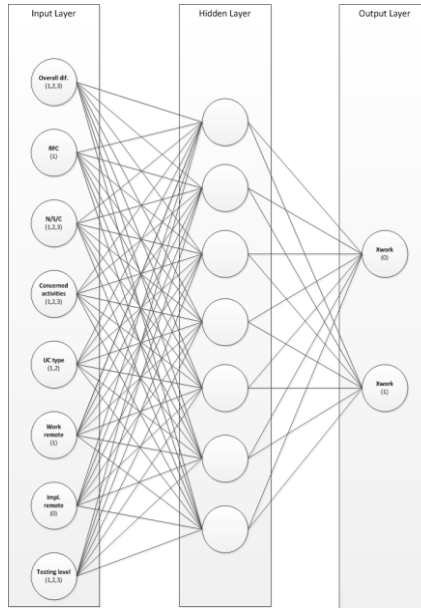 Input Layer
Hidden Layer
Output Layer
Overall dif.
(1,2,3)
RFC
(1)
N/S/C
(1,2,3)
Concerned
activities
(1,2,3)
UC type
(1,2)
Work
remote
(1)
Impl.
remote
(0)
Testing level
(1,2,3)
Xwork
(0)
Xwork
(1)